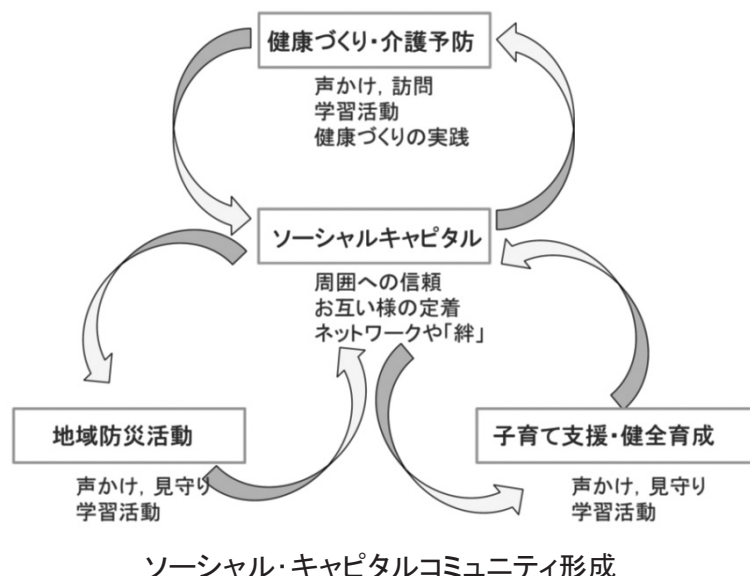 健康づくり・介護予防
声かけ, 訪問
学習活動
健康づくりの実践
ソーシャルキャピタル
周囲への信頼
お互い様の定着
ネットワークや「絆」
地域防災活動
声かけ, 見守り
学習活動
子育て支援・健全育成
声かけ, 見守り
学習活動
ソーシャル・キャピタルコミュニティ形成